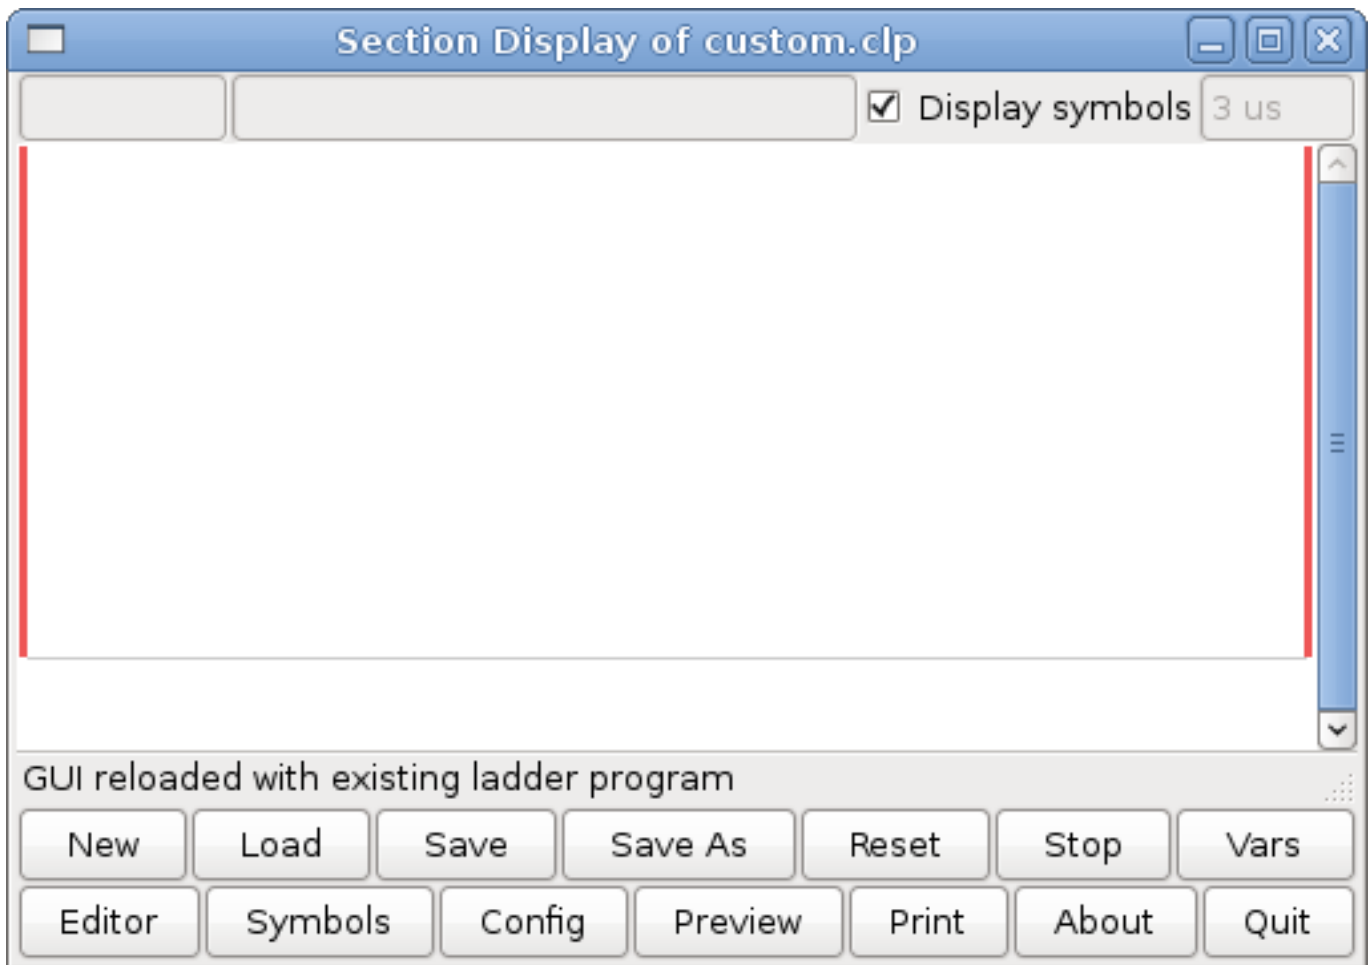 Section Display of custom.clp
Display symbols 3 us
GUI reloaded with existing ladder program
New Load Save Save As Reset Stop Vars
Editor Symbols Config Preview Print About Quit